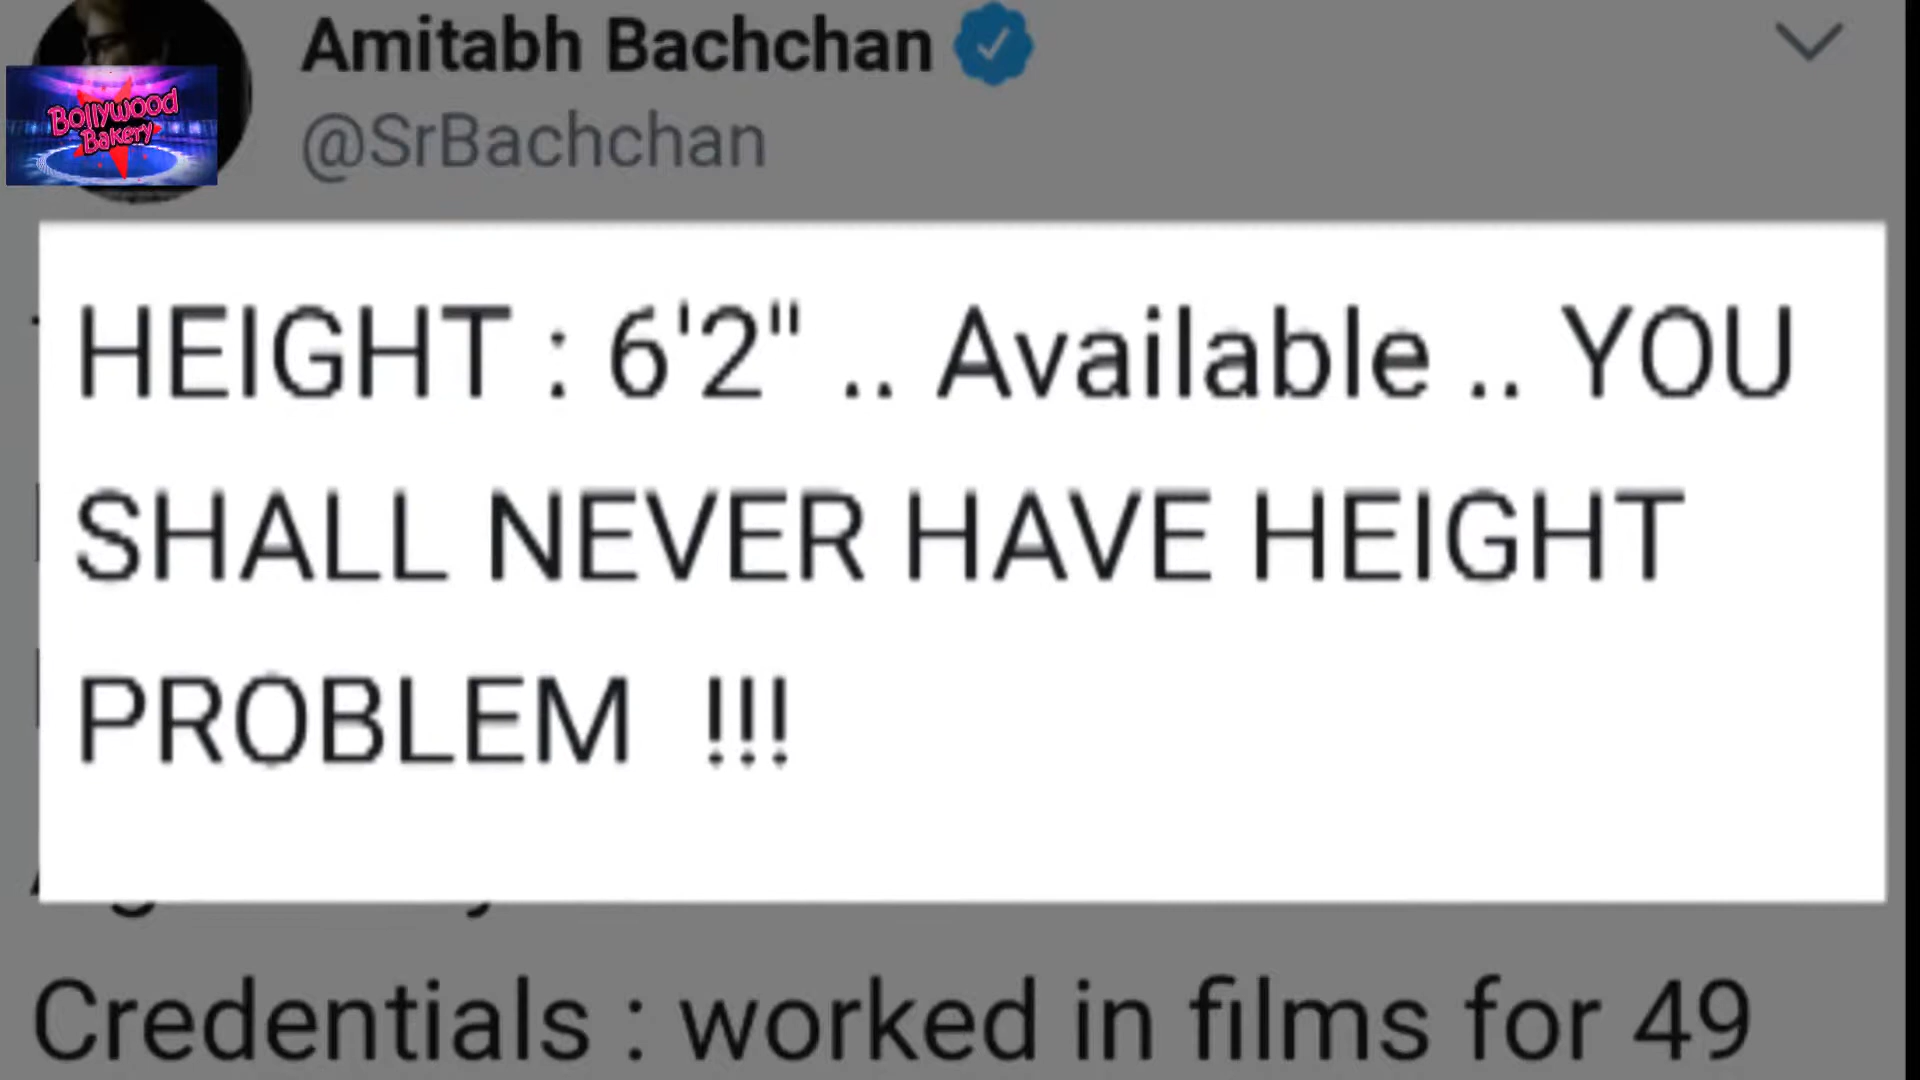 Amitabh Bachchan
@SrBachchan
Bollywood
Bakery
HEIGHT : 6'2" .. Available .. YOU
SHALL NEVER HAVE HEIGHT
PROBLEM !!!
Credentials : worked in films for 49